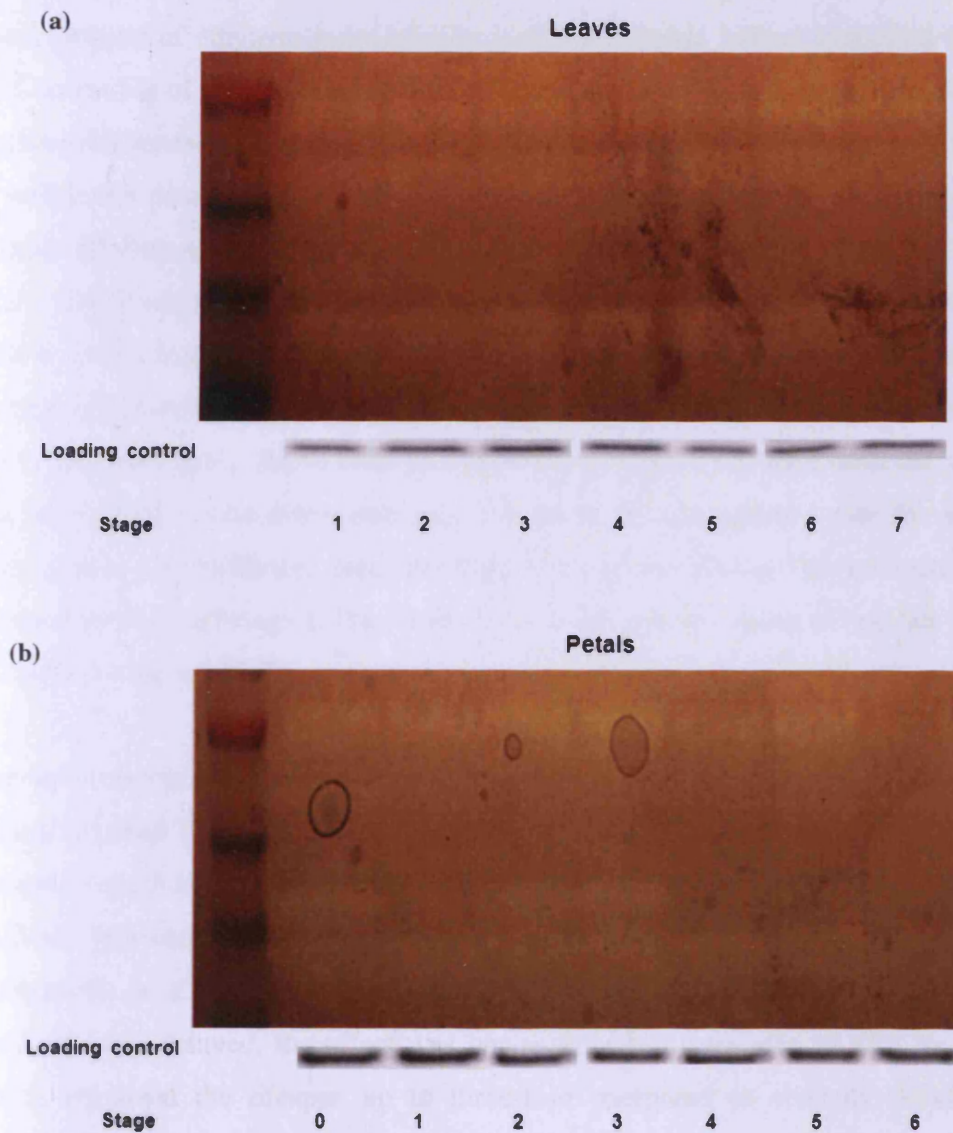 (a)
Leaves
Loading control
Stage 1 2 3 4 5 6 7
(b)
Petals
Loading control
Stage 0 1 2 3 4 5 6